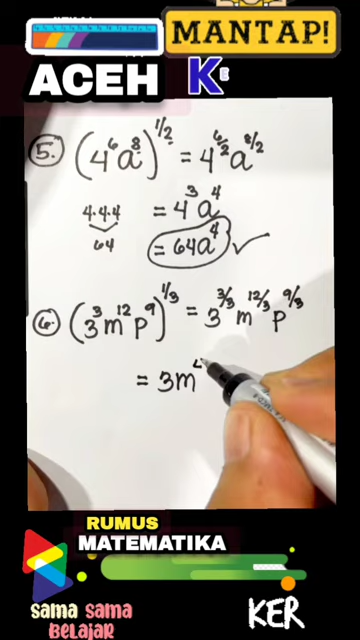 MANTAP!
ACEH K
5. (4⁶a⁸)^1/2 = 4^6/2 a^8/2
4·4·4 = 4³a⁴
64 = 64a⁴ ✓
6. (3³m¹²p⁹)^1/3 = 3^3/3 m^12/3 p^9/3
= 3m
RUMUS
MATEMATIKA
SAMA SAMA
BELAJAR
KER